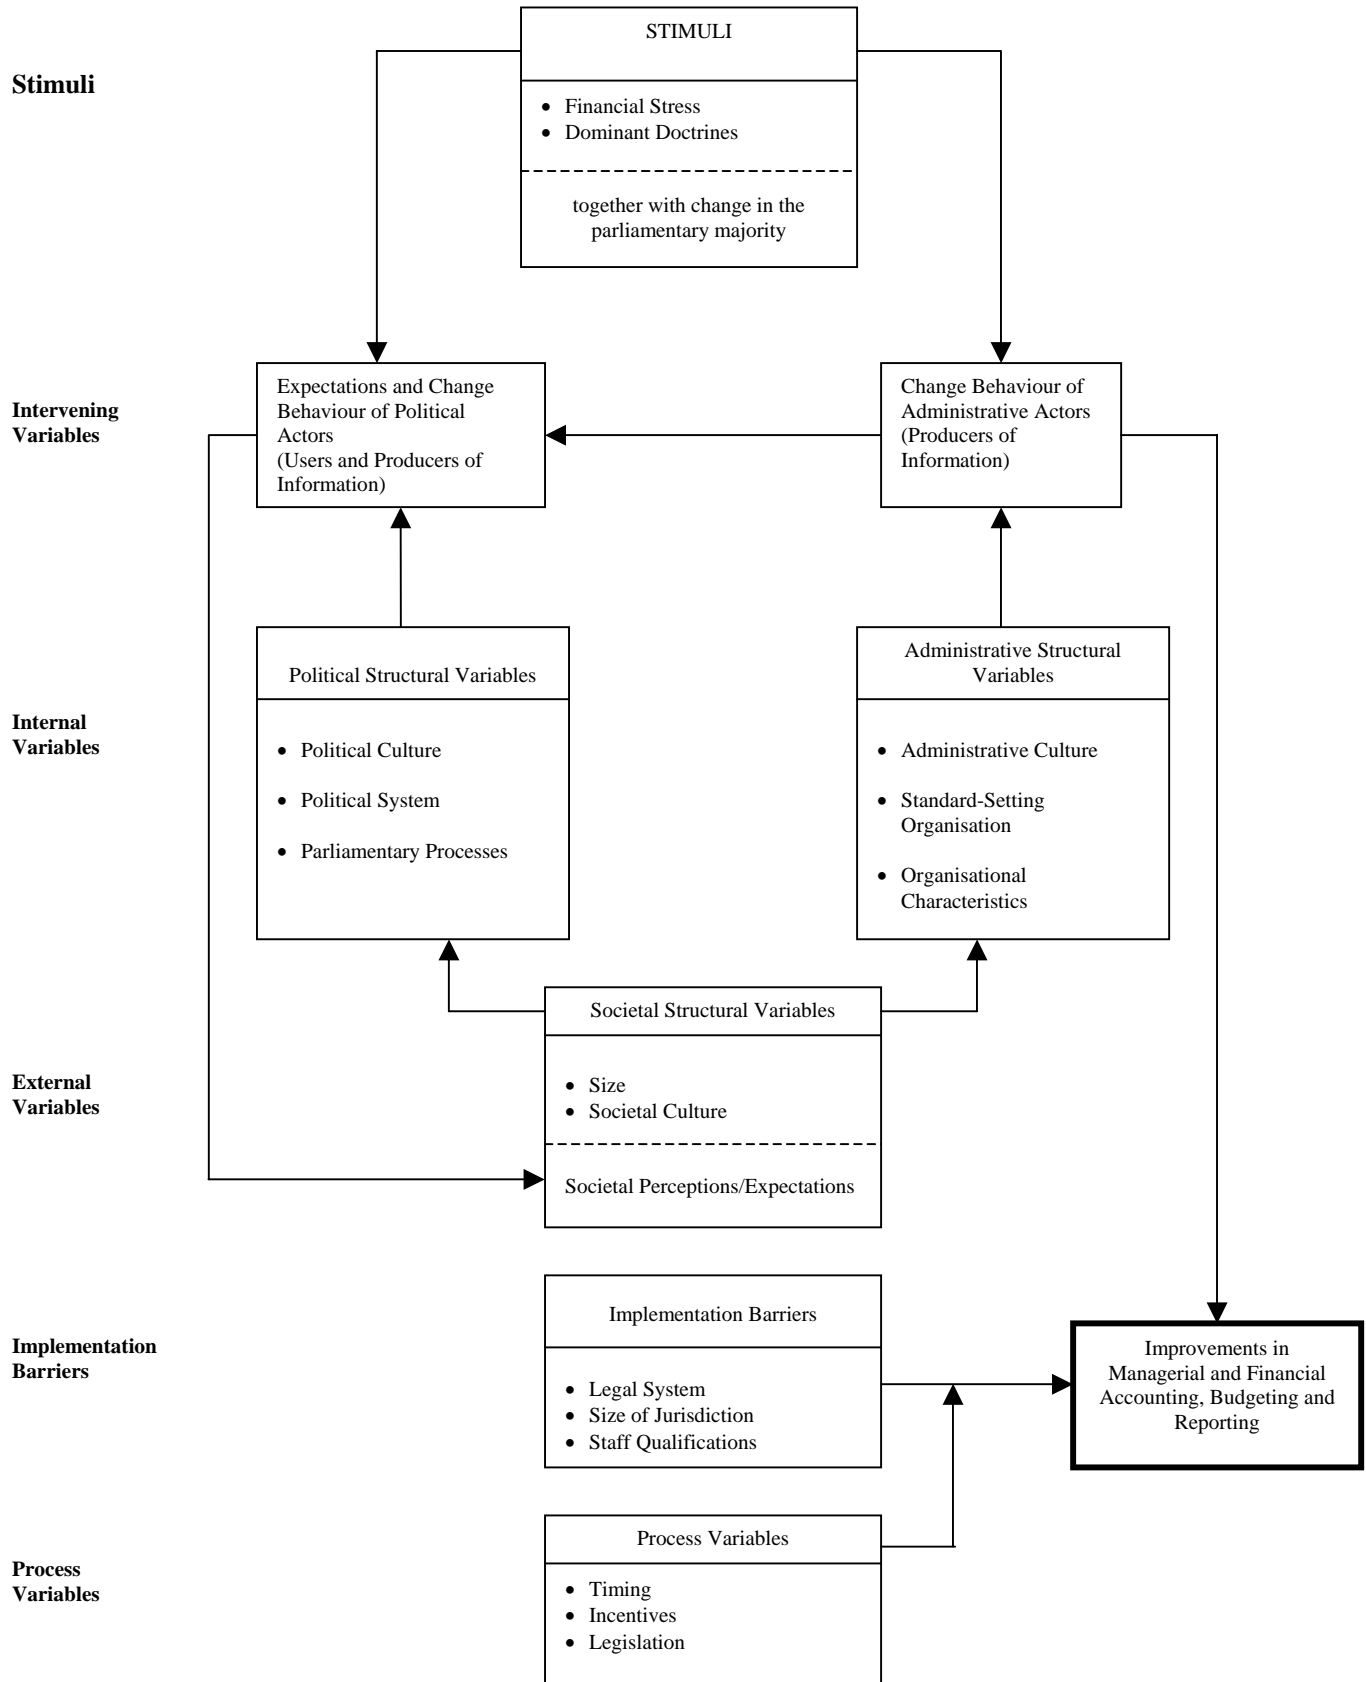 STIMULI
Stimuli
• Financial Stress
• Dominant Doctrines
together with change in the
parliamentary majority
Intervening
Variables
Expectations and Change
Behaviour of Political
Actors
(Users and Producers of
Information)
Change Behaviour of
Administrative Actors
(Producers of
Information)
Internal
Variables
Political Structural Variables
• Political Culture
• Political System
• Parliamentary Processes
Administrative Structural
Variables
• Administrative Culture
• Standard-Setting
Organisation
• Organisational
Characteristics
External
Variables
Societal Structural Variables
• Size
• Societal Culture
Societal Perceptions/Expectations
Implementation
Barriers
Implementation Barriers
• Legal System
• Size of Jurisdiction
• Staff Qualifications
Improvements in
Managerial and Financial
Accounting, Budgeting and
Reporting
Process
Variables
Process Variables
• Timing
• Incentives
• Legislation